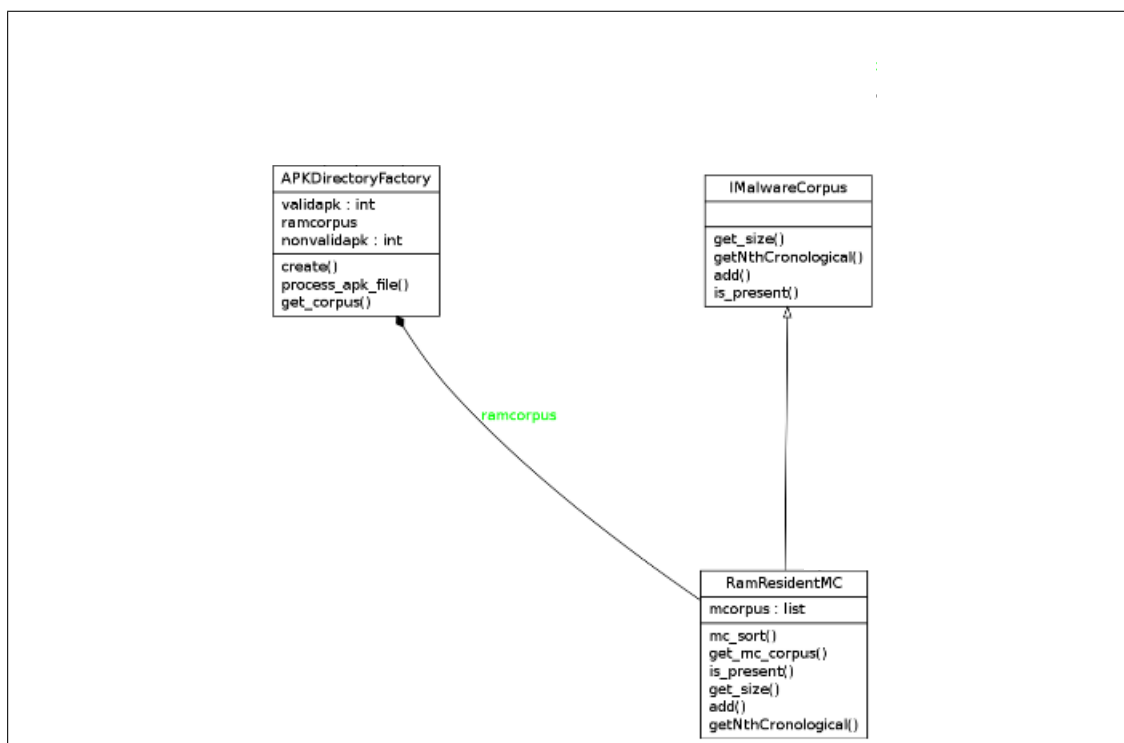 APKDirectoryFactory
validapk : int
ramcorpus
nonvalidapk : int
create()
process_apk_file()
get_corpus()
IMalwareCorpus
get_size()
getNthCronological()
add()
is_present()
ramcorpus
RamResidentMC
mcorpus : list
mc_sort()
get_mc_corpus()
is_present()
get_size()
add()
getNthCronological()